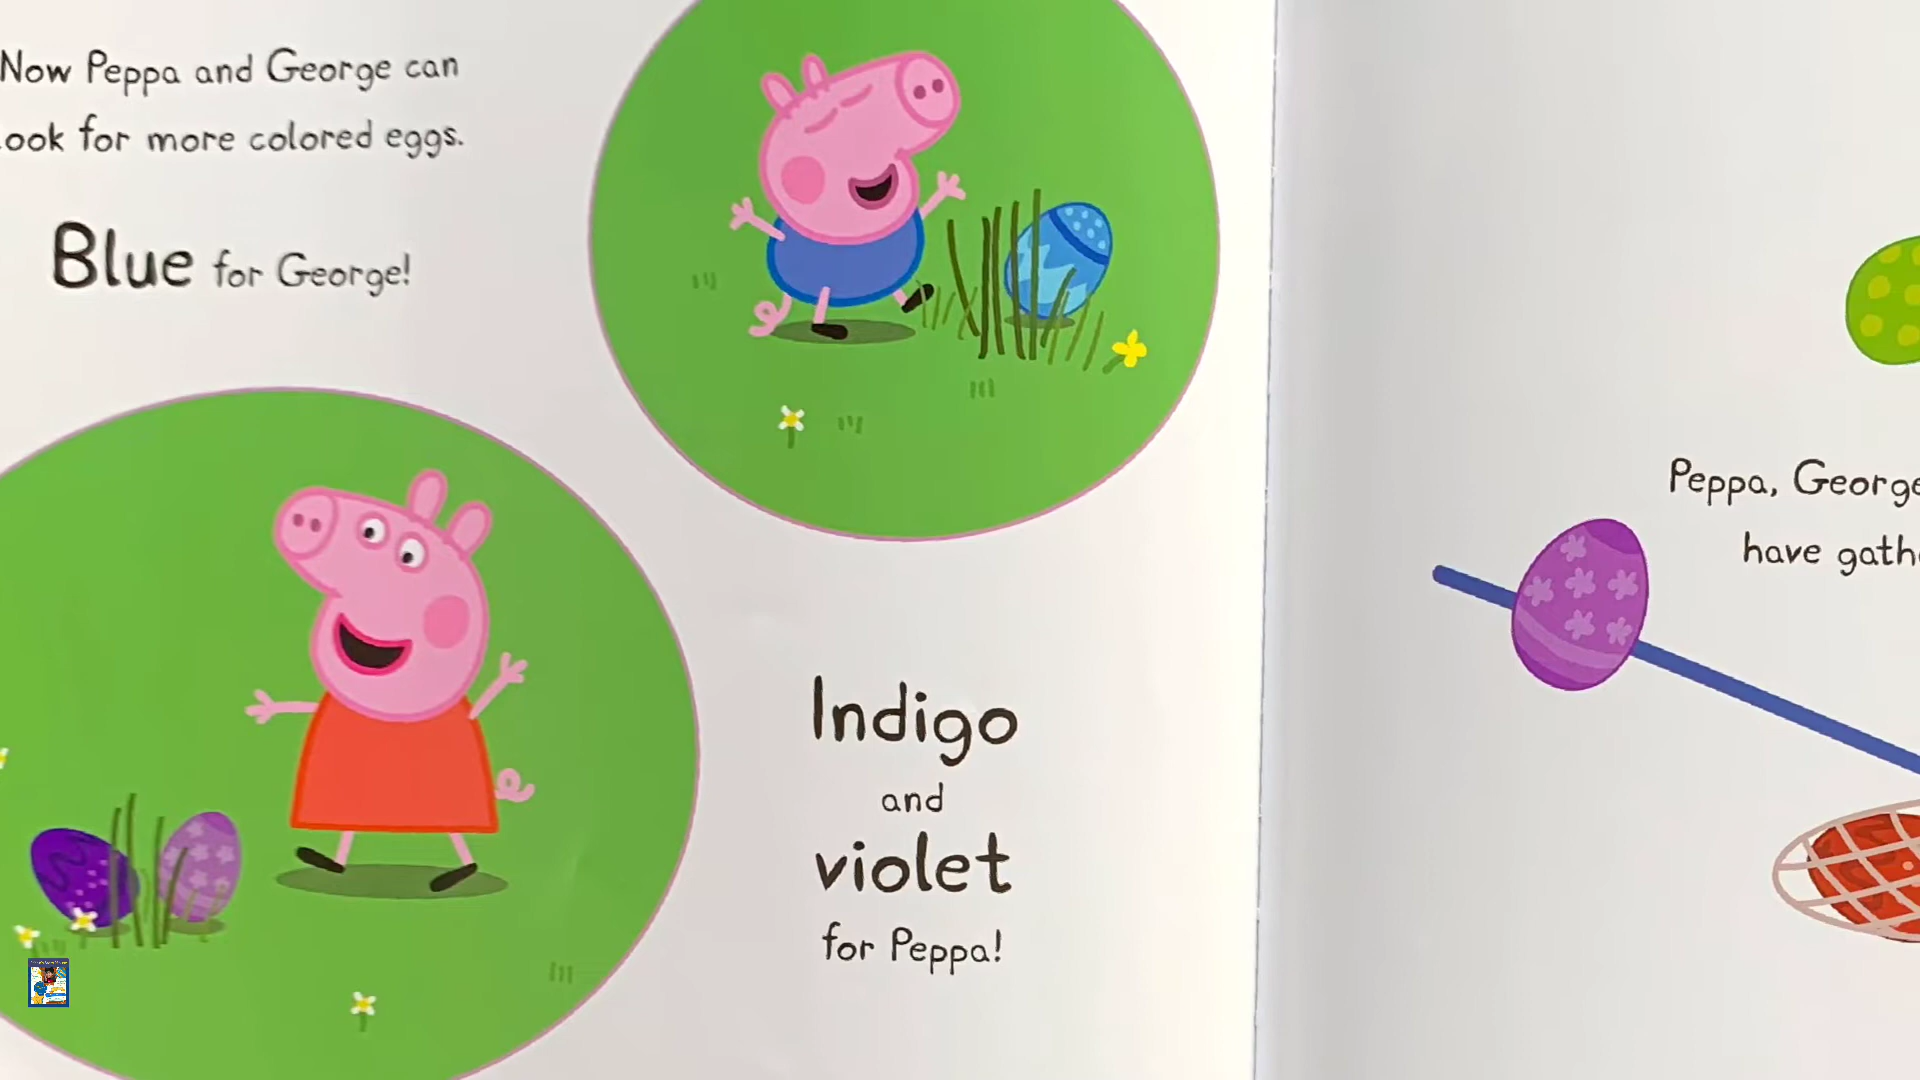 Now Peppa and George can
ook for more colored eggs.
Blue for George!
Indigo
and
violet
for Peppa!
Peppa, George
have gath